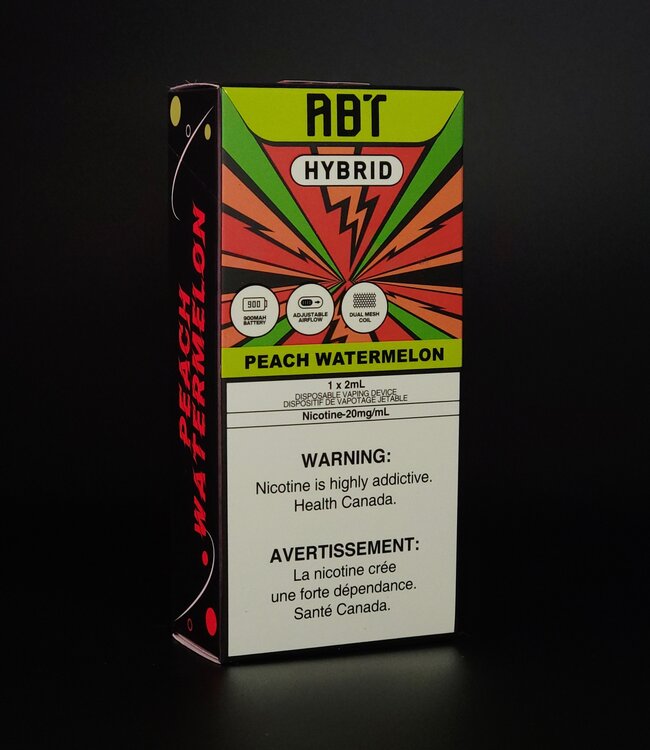 ABT
HYBRID
900
900MAH
BATTERY
ADJUSTABLE
AIRFLOW
DUAL MESH
COIL
PEACH WATERMELON
1 x 2mL
DISPOSABLE VAPING DEVICE
DISPOSITIF DE VAPOTAGE JETABLE
Nicotine-20mg/mL
WARNING:
Nicotine is highly addictive.
Health Canada.
AVERTISSEMENT:
La nicotine crée
une forte dépendance.
Santé Canada.
PEACH
WATERMELON